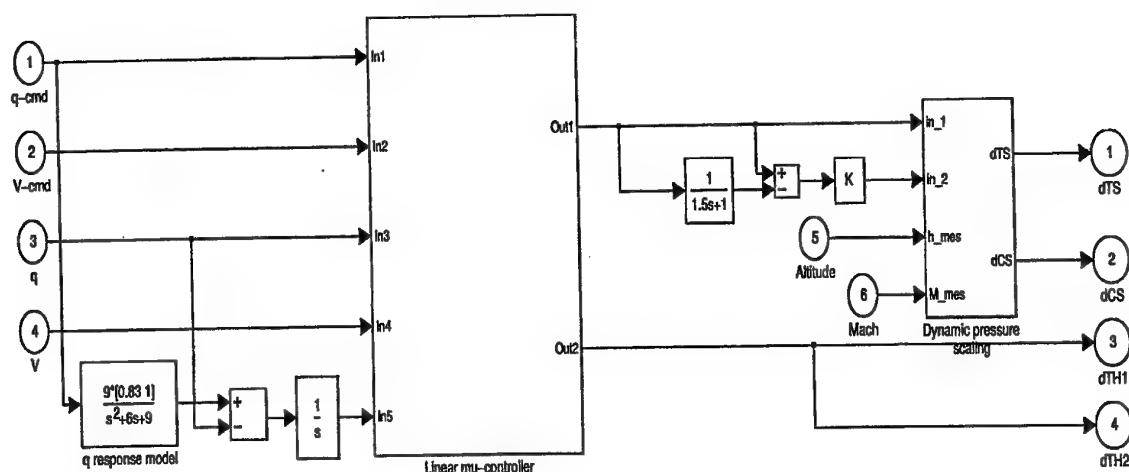 1
q-cmd
2
V-cmd
3
q
4
V
9*[0.83 1]
s²+6s+9
q response model
+
−
1
s
In1
In2
In3
In4
In5
Out1
Out2
Linear mu-controller
1
1.5s+1
+
−
K
5
Altitude
6
Mach
in_1
in_2
h_mes
M_mes
dTS
dCS
Dynamic pressure
scaling
1
dTS
2
dCS
3
dTH1
4
dTH2